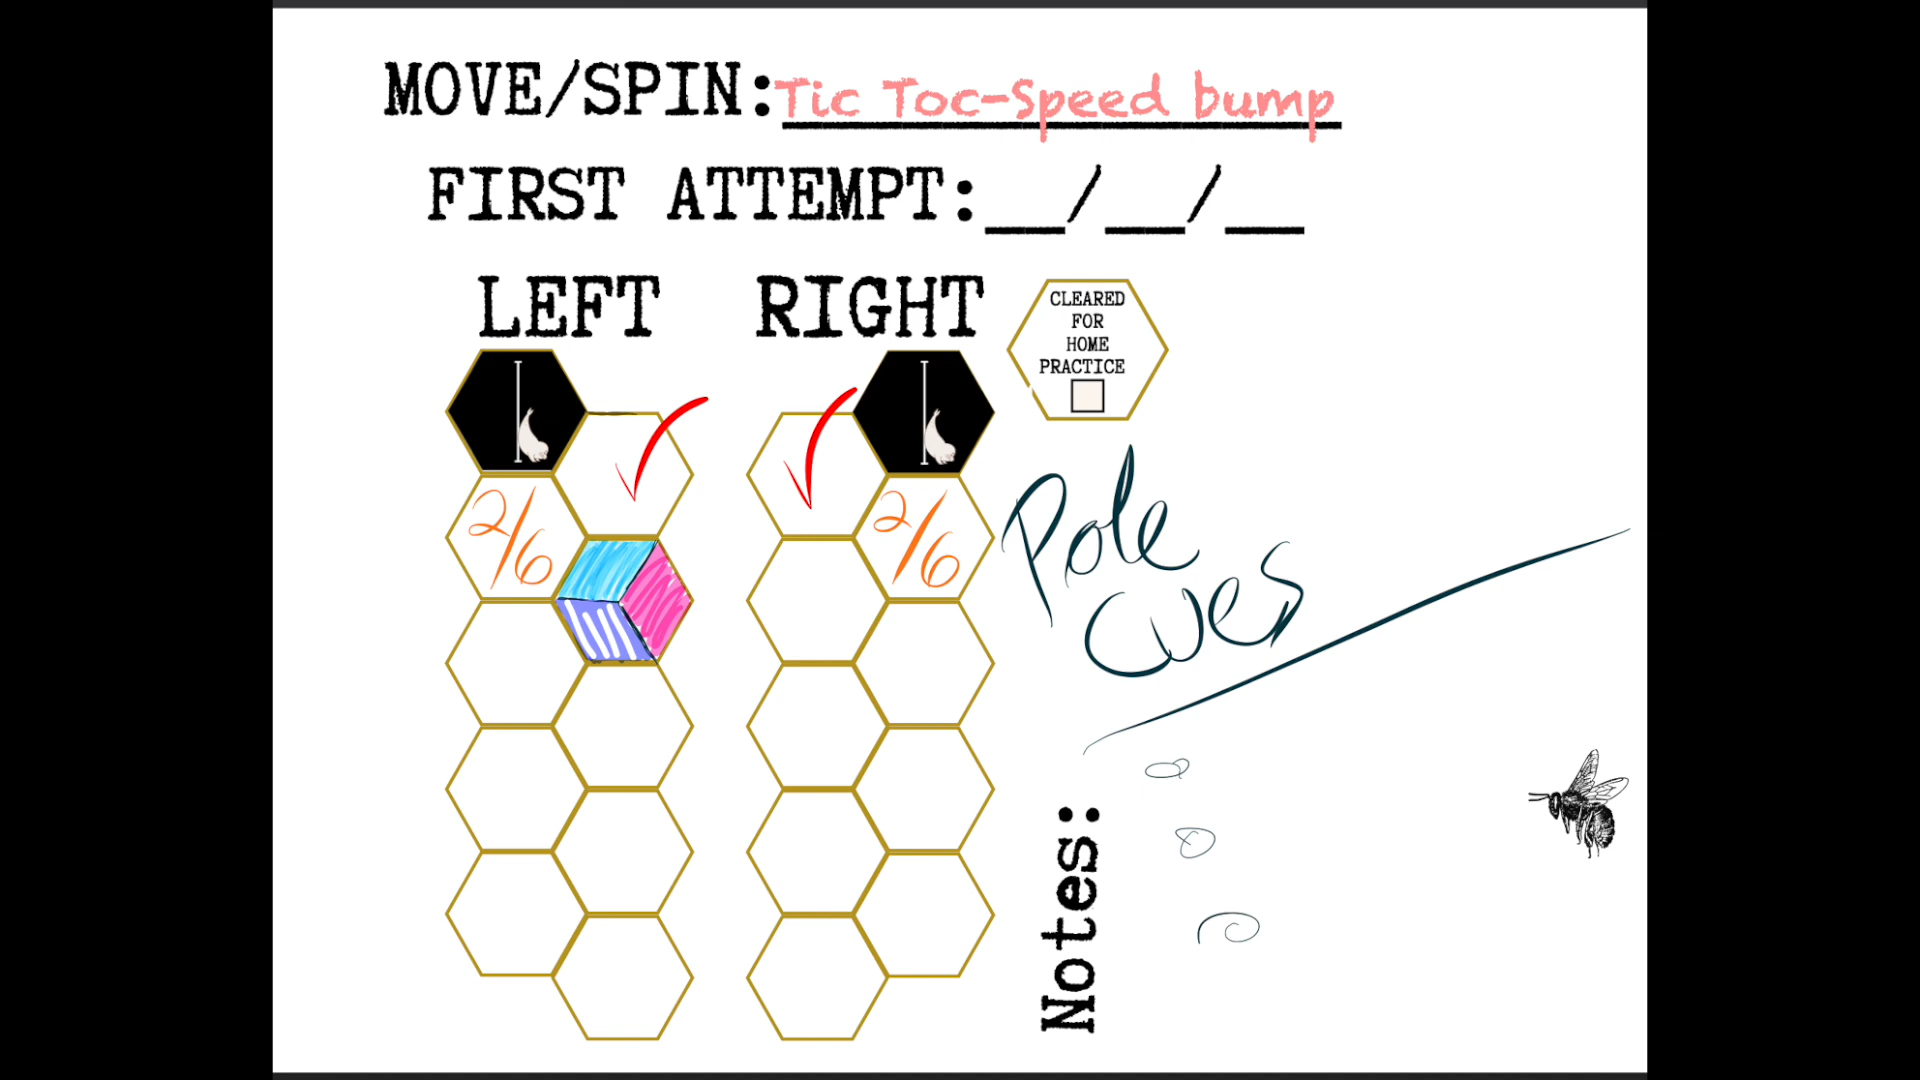 MOVE/SPIN: Tic Toc-Speed bump
FIRST ATTEMPT:__/__/__
LEFT RIGHT
CLEARED
FOR
HOME
PRACTICE
2/6 2/6
Pole
cues
Notes: